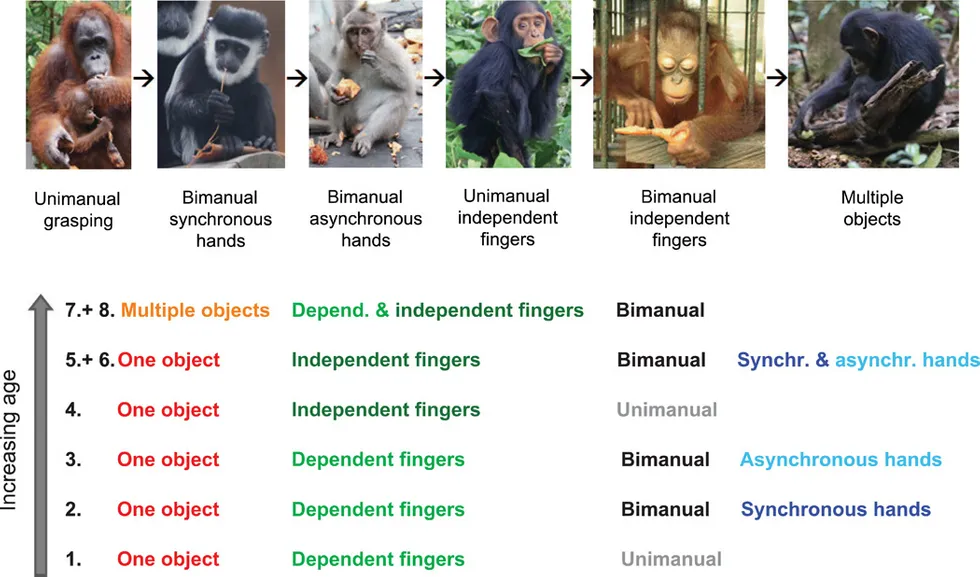 Unimanual
grasping
Bimanual
synchronous
hands
Bimanual
asynchronous
hands
Unimanual
independent
fingers
Bimanual
independent
fingers
Multiple
objects
Increasing age
7.+ 8. Multiple objects Depend. & independent fingers Bimanual
5.+ 6. One object Independent fingers Bimanual Synchr. & asynchr. hands
4. One object Independent fingers Unimanual
3. One object Dependent fingers Bimanual Asynchronous hands
2. One object Dependent fingers Bimanual Synchronous hands
1. One object Dependent fingers Unimanual